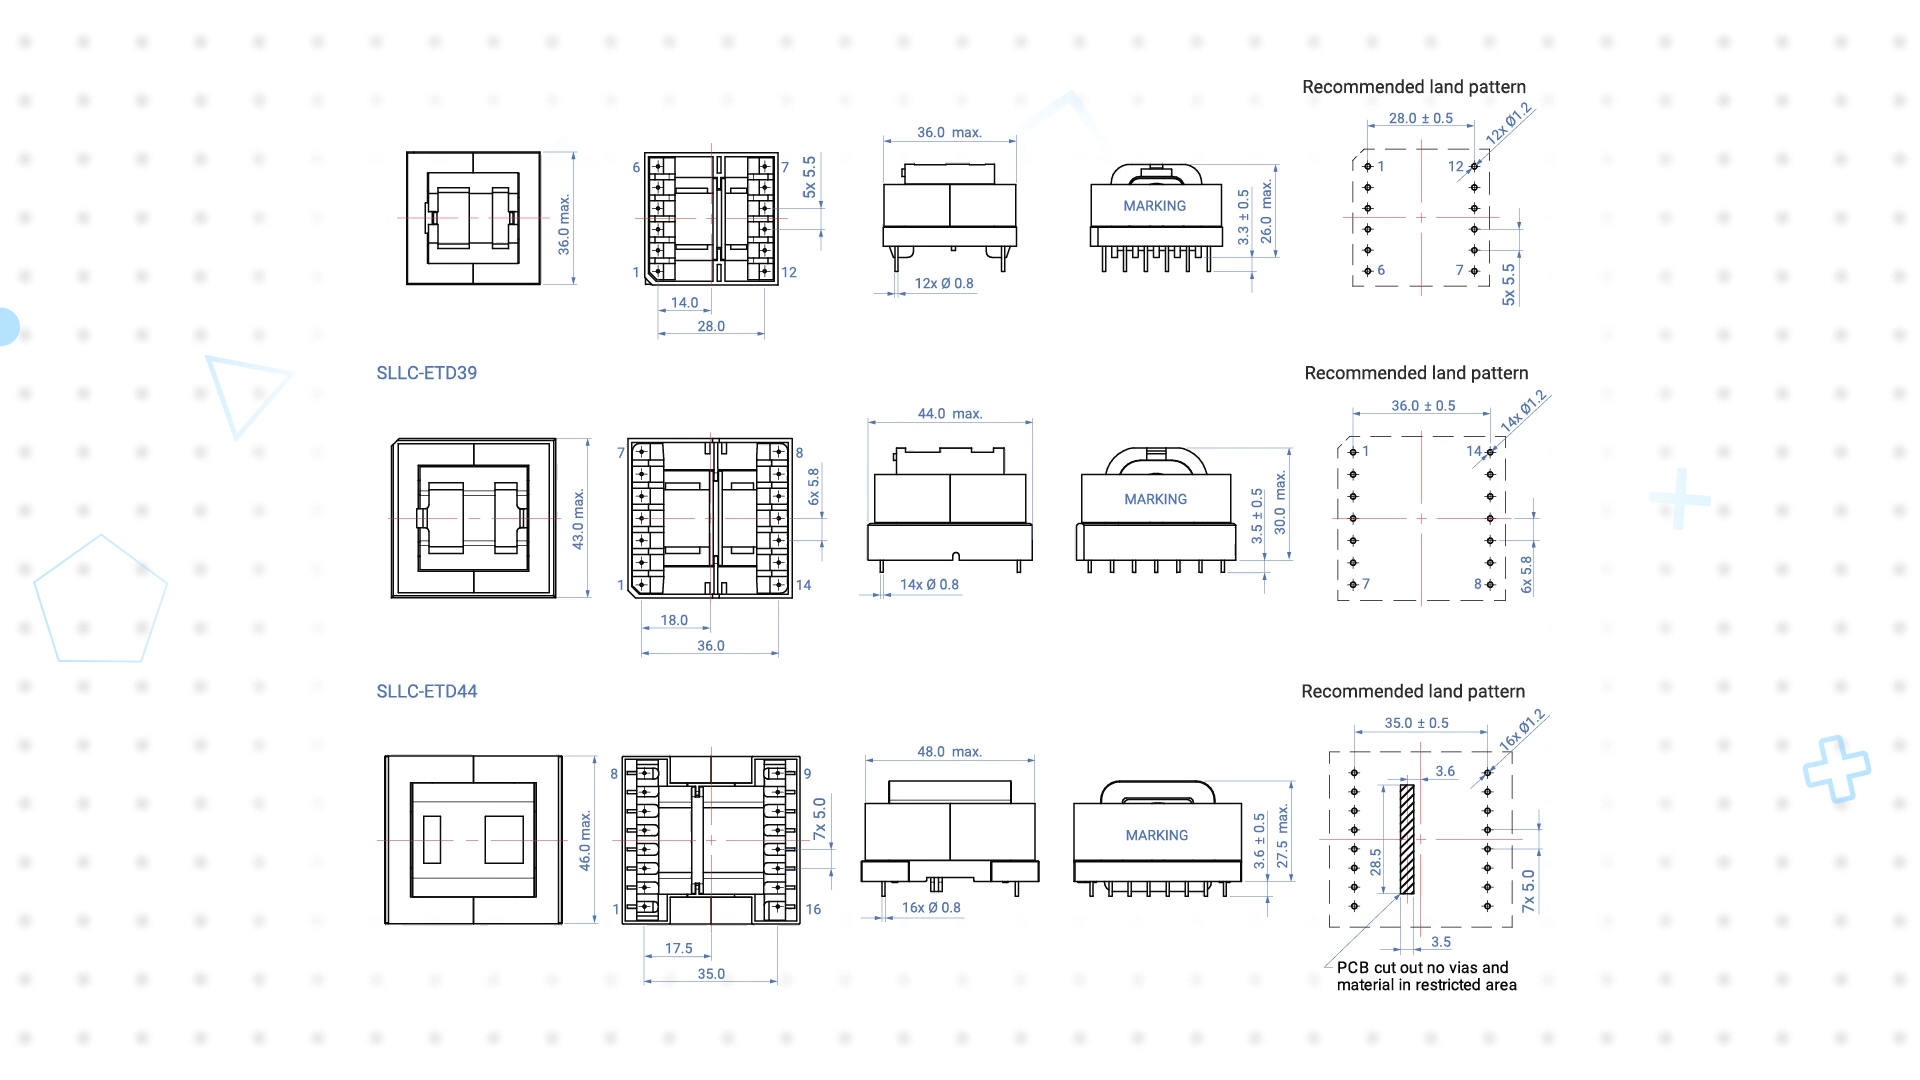 Recommended land pattern
36.0 max.
6
7
1
12
5x 5.5
14.0
28.0
36.0 max.
12x Ø 0.8
MARKING
3.3 ± 0.5
26.0 max.
28.0 ± 0.5
12x Ø1.2
1
12
6
7
5x 5.5
SLLC-ETD39
Recommended land pattern
43.0 max.
7
8
1
14
6x 5.8
18.0
36.0
44.0 max.
14x Ø 0.8
MARKING
3.5 ± 0.5
30.0 max.
36.0 ± 0.5
14x Ø1.2
1
14
7
8
6x 5.8
SLLC-ETD44
Recommended land pattern
46.0 max.
8
9
1
16
7x 5.0
17.5
35.0
48.0 max.
16x Ø 0.8
MARKING
3.6 ± 0.5
27.5 max.
35.0 ± 0.5
16x Ø1.2
3.6
28.5
7x 5.0
3.5
PCB cut out no vias and
material in restricted area